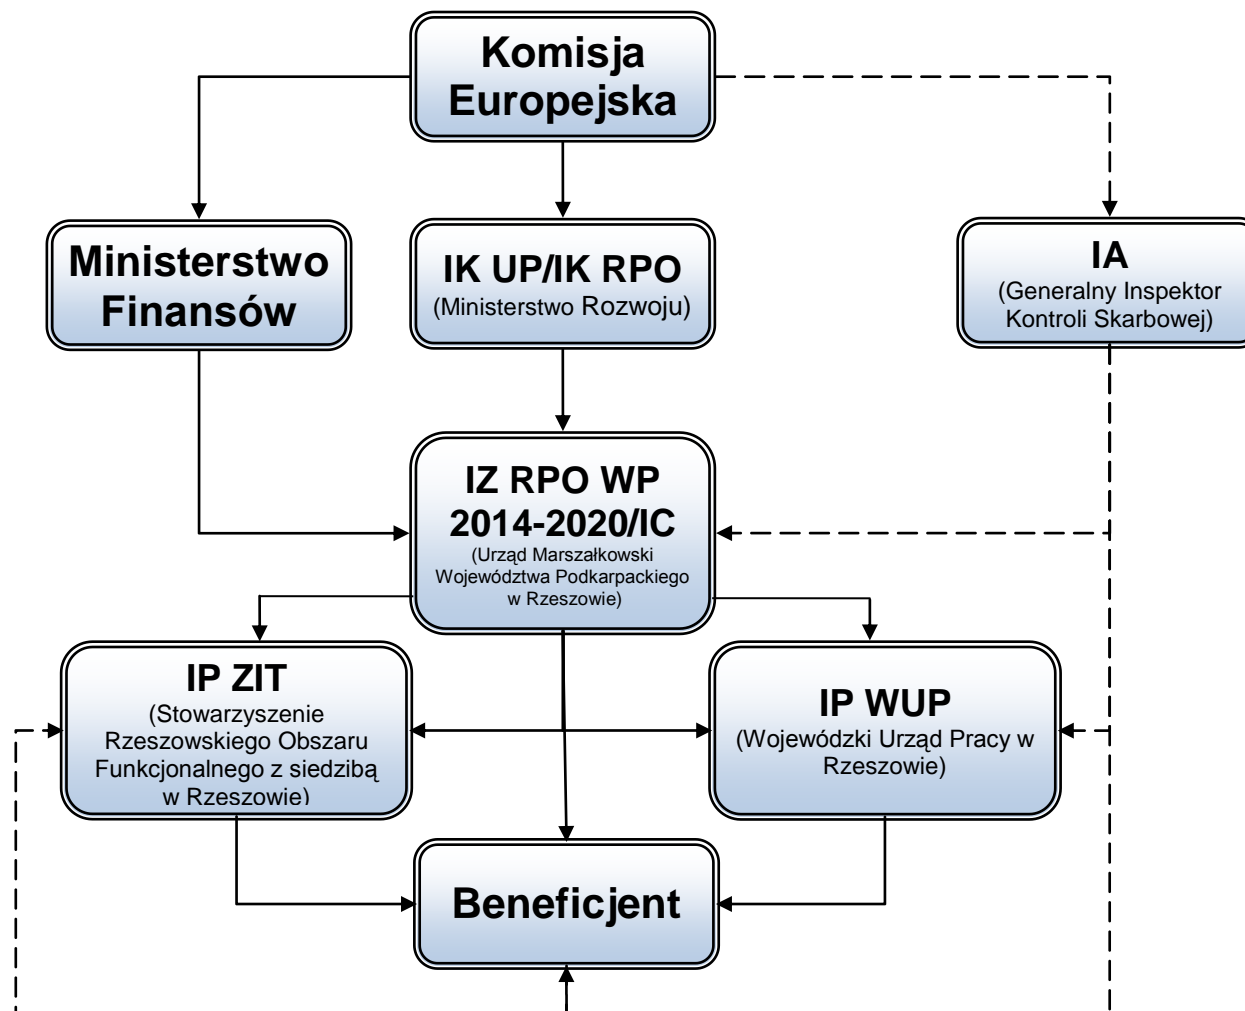 Komisja
Europejska
Ministerstwo
Finansów
IK UP/IK RPO
(Ministerstwo Rozwoju)
IA
(Generalny Inspektor
Kontroli Skarbowej)
IZ RPO WP
2014-2020/IC
(Urząd Marszałkowski
Województwa Podkarpackiego
w Rzeszowie)
IP ZIT
(Stowarzyszenie
Rzeszowskiego Obszaru
Funkcjonalnego z siedzibą
w Rzeszowie)
IP WUP
(Wojewódzki Urząd Pracy w
Rzeszowie)
Beneficjent